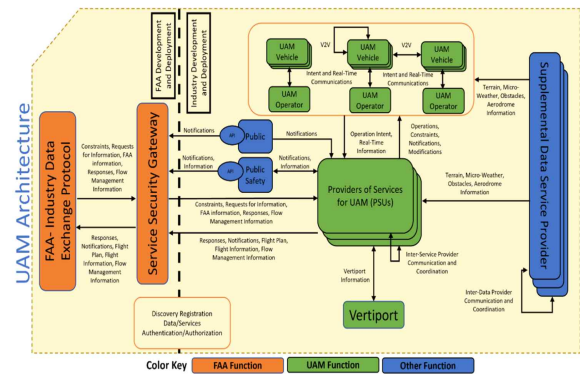 UAM Architecture
FAA Development
and Deployment
Industry Development
and Deployment
V2V
V2V
UAM
Vehicle
UAM
Vehicle
UAM
Vehicle
Intent and Real-Time
Communications
Intent and Real-Time
Communications
UAM
Operator
UAM
Operator
UAM
Operator
Terrain, Micro-
Weather, Obstacles,
Aerodrome
Information
Supplemental Data Service Provider
FAA- Industry Data
Exchange Protocol
Constraints, Requests
for Information, FAA
information,
Responses, Flow
Management
Information
Responses,
Notifications, Flight
Plan, Flight
Information, Flow
Management
Information
Service Security Gateway
Notifications
API
Public
Notifications
Notifications,
Information
API
Public
Safety
Notifications,
Information
Operation Intent,
Real-Time
Information
Operations,
Constraints,
Notifications,
Modifications
Constraints, Requests for Information,
FAA information, Responses, Flow
Management Information
Providers of Services
for UAM (PSUs)
Terrain, Micro-Weather,
Obstacles, Aerodrome
Information
Responses, Notifications, Flight Plan,
Flight Information, Flow
Management Information
Inter-Service Provider
Communication and
Coordination
Vertiport
Information
Vertiport
Inter-Data Provider
Communication and
Coordination
Discovery Registration
Data/Services
Authentication/Authorization
Color Key
FAA Function
UAM Function
Other Function